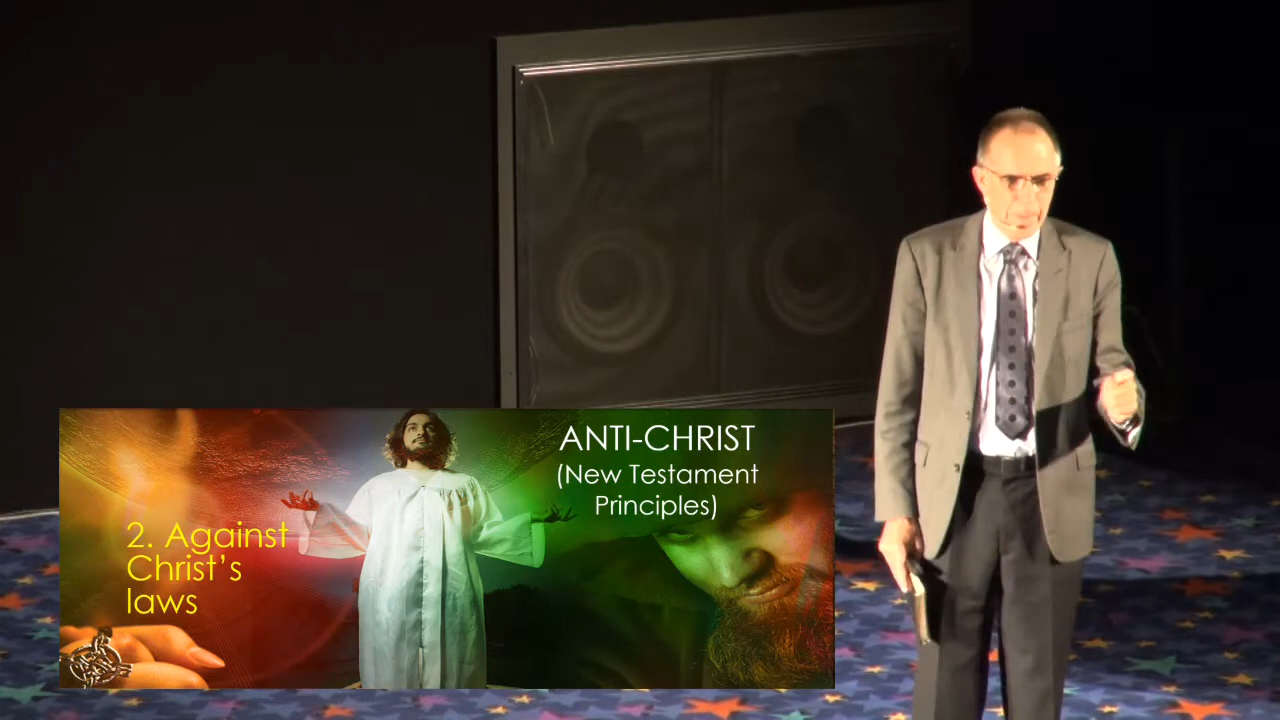 ANTI-CHRIST
(New Testament
Principles)
2. Against
Christ's
laws